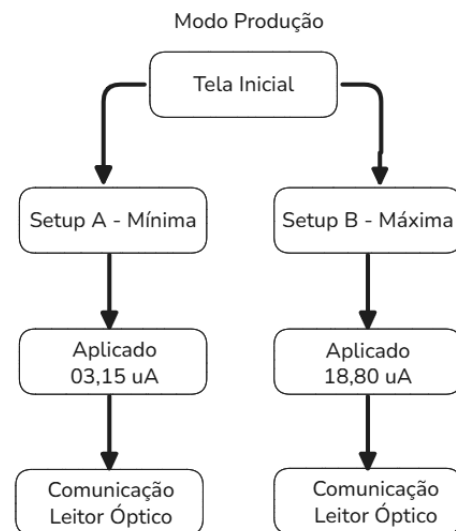 Modo Produção
Tela Inicial
Setup A - Mínima
Setup B - Máxima
Aplicado
03,15 uA
Aplicado
18,80 uA
Comunicação
Leitor Óptico
Comunicação
Leitor Óptico